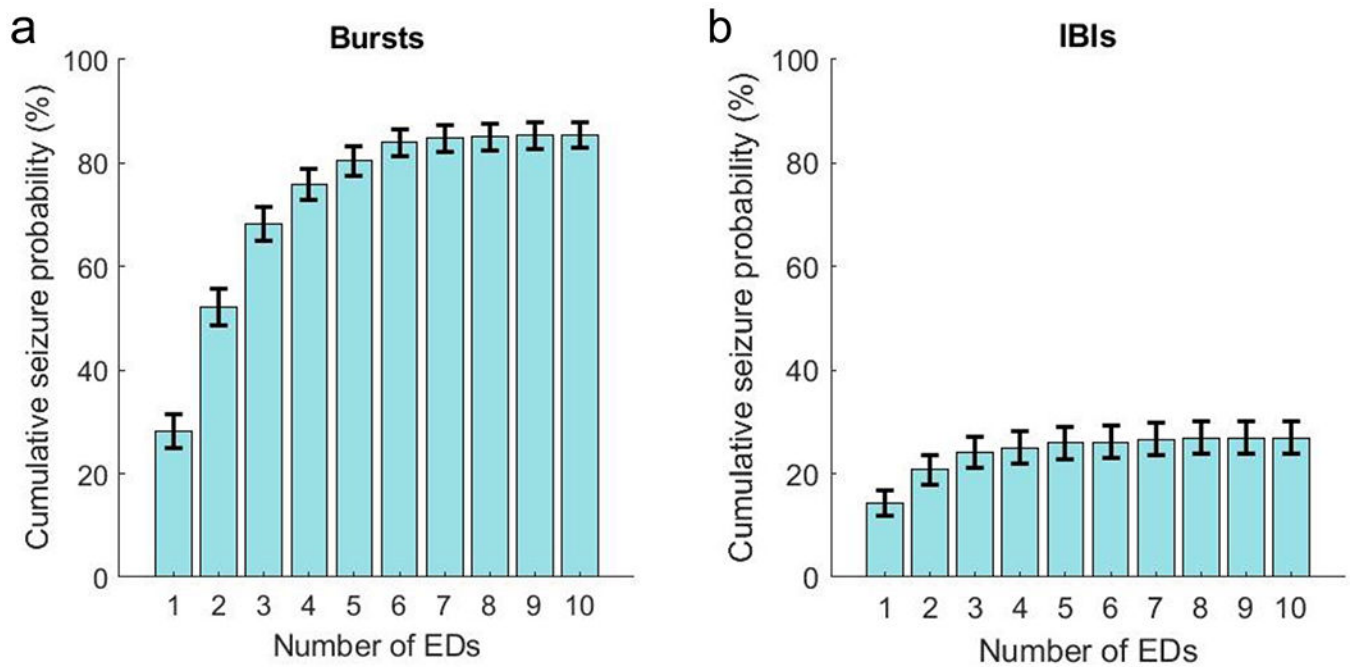 a
Bursts
Cumulative seizure probability (%)
100
80
60
40
20
0
1 2 3 4 5 6 7 8 9 10
Number of EDs
b
IBIs
Cumulative seizure probability (%)
100
80
60
40
20
0
1 2 3 4 5 6 7 8 9 10
Number of EDs